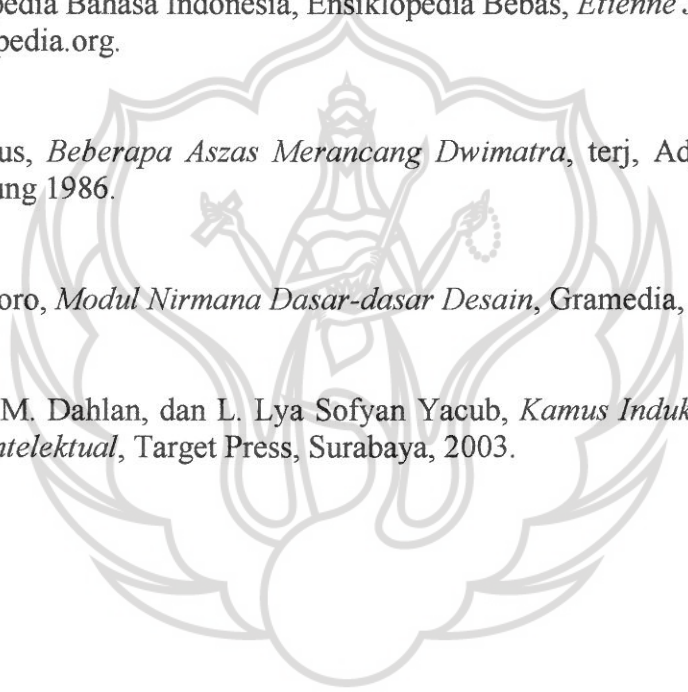 pedia Bahasa Indonesia, Ensiklopedia Bebas, Etienne J
pedia.org.
us, Beberapa Aszas Merancang Dwimatra, terj, Ad
ung 1986.
oro, Modul Nirmana Dasar-dasar Desain, Gramedia,
M. Dahlan, dan L. Lya Sofyan Yacub, Kamus Induk
ntelektual, Target Press, Surabaya, 2003.